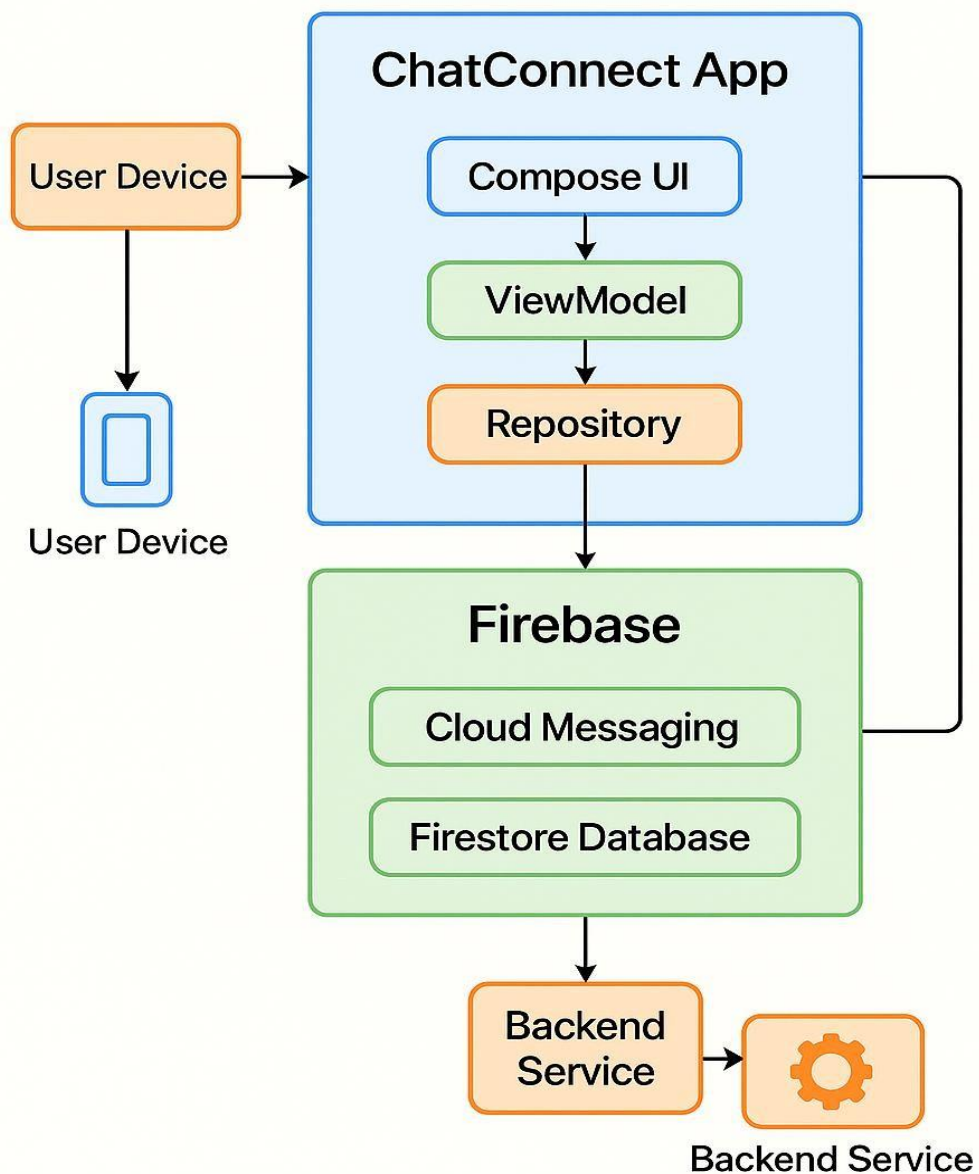 ChatConnect App
User Device
Compose UI
ViewModel
Repository
User Device
Firebase
Cloud Messaging
Firestore Database
Backend
Service
Backend Service